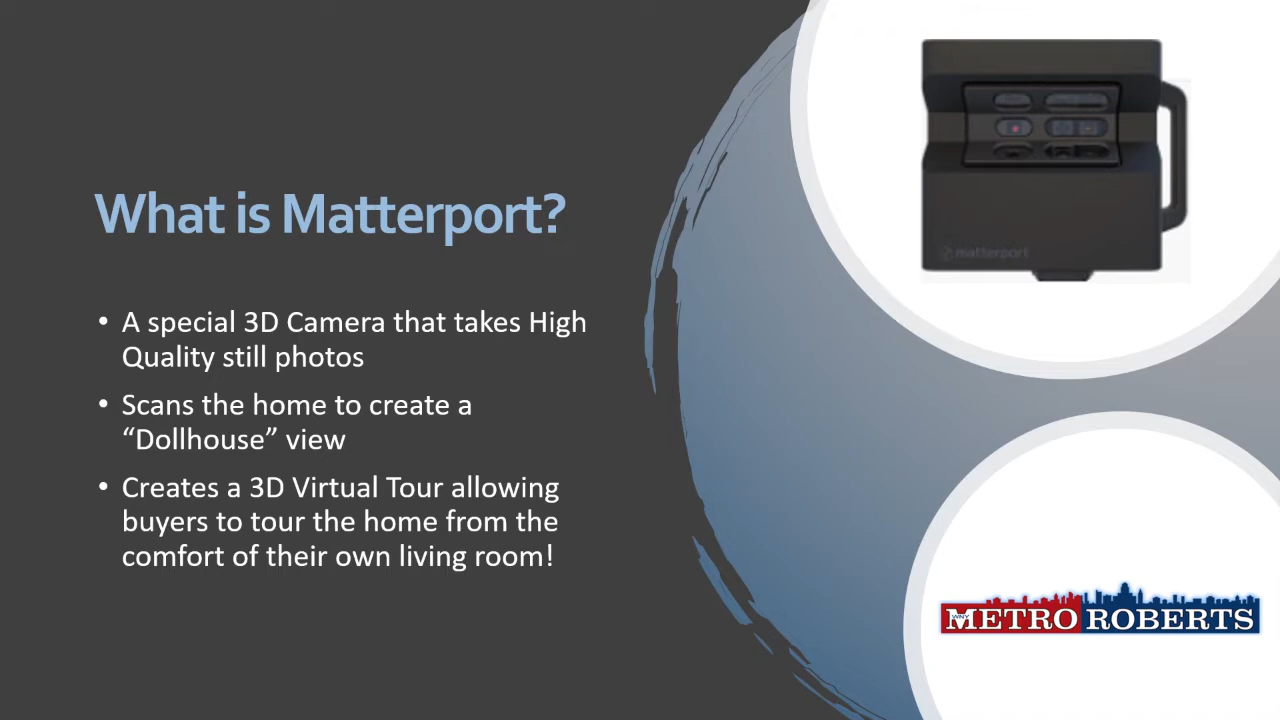 What is Matterport?
• A special 3D Camera that takes High
Quality still photos
• Scans the home to create a
“Dollhouse” view
• Creates a 3D Virtual Tour allowing
buyers to tour the home from the
comfort of their own living room!
matterport
WNY METRO ROBERTS